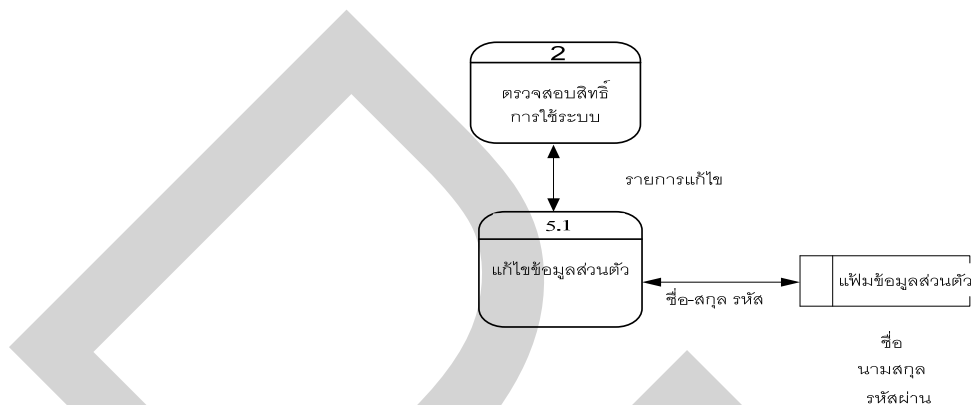 2
ตรวจสอบสิทธิ์
การใช้ระบบ
รายการแก้ไข
5.1
แก้ไขข้อมูลส่วนตัว
ชื่อ-สกุล รหัส
แฟ้มข้อมูลส่วนตัว
ชื่อ
นามสกุล
รหัสผ่าน